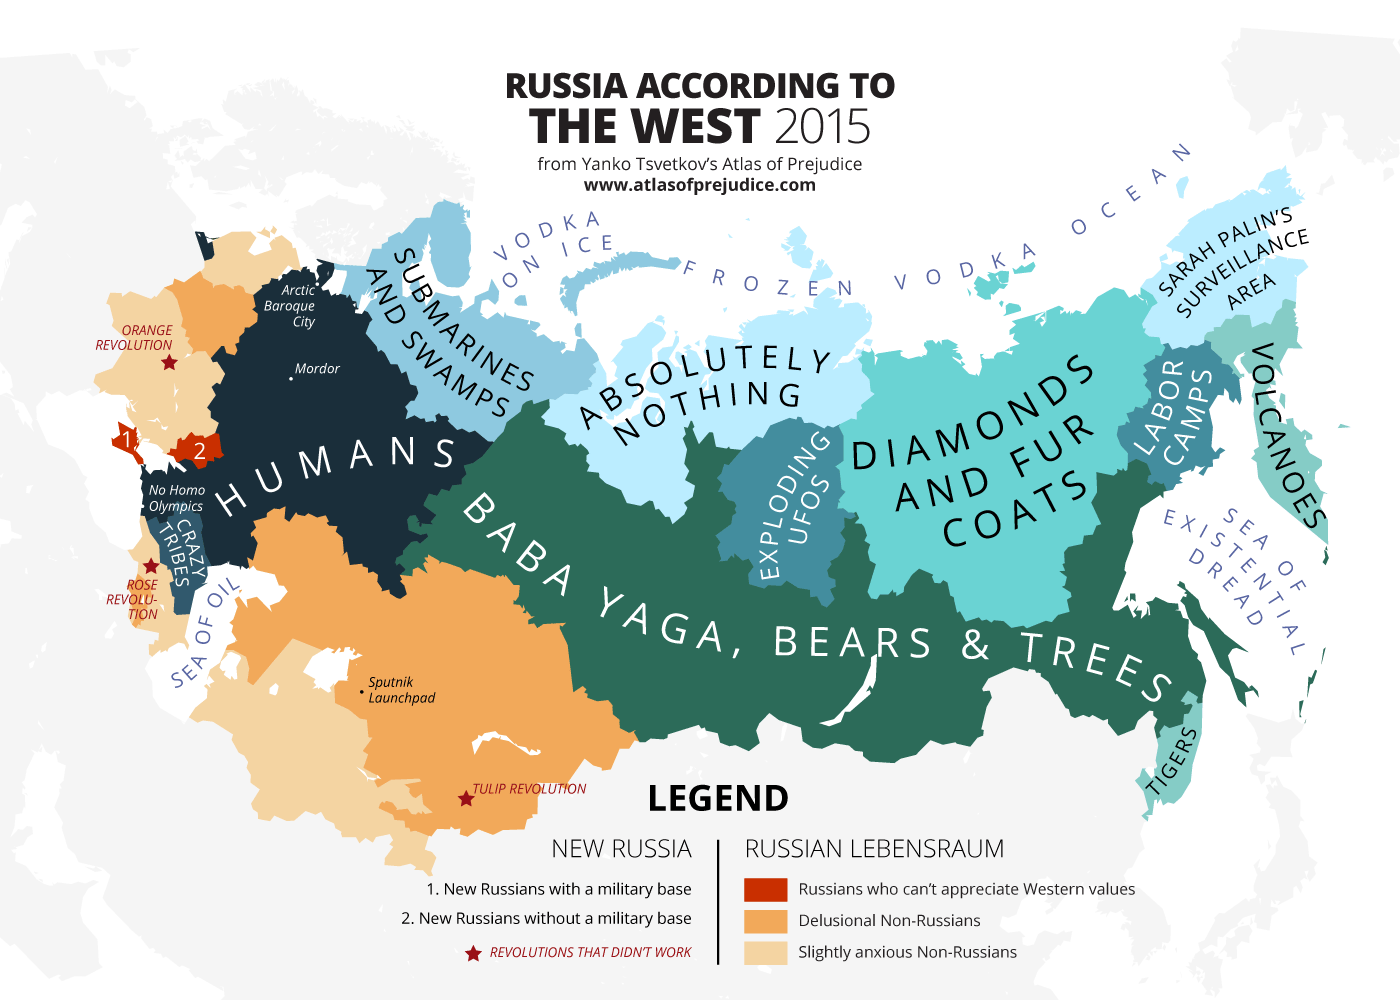 RUSSIA ACCORDING TO
THE WEST 2015
from Yanko Tsvetkov's Atlas of Prejudice
www.atlasofprejudice.com
VODKA
ON ICE
FROZEN VODKA OCEAN
SARAH PALIN'S
SURVEILLANCE
AREA
SUBMARINES
AND SWAMPS
Arctic
Baroque
City
ORANGE
REVOLUTION
Mordor
ABSOLUTELY
NOTHING
DIAMONDS
AND FUR
COATS
LABOR
CAMPS
VOLCANOES
1
2
HUMANS
EXPLODING
UFOS
No Homo
Olympics
CRAZY
TRIBES
BABA YAGA, BEARS & TREES
SEA OF
EXISTENTIAL
DREAD
ROSE
REVOLU-
TION
SEA OF OIL
Sputnik
Launchpad
TIGERS
TULIP REVOLUTION
LEGEND
NEW RUSSIA
1. New Russians with a military base
2. New Russians without a military base
REVOLUTIONS THAT DIDN'T WORK
RUSSIAN LEBENSRAUM
Russians who can't appreciate Western values
Delusional Non-Russians
Slightly anxious Non-Russians